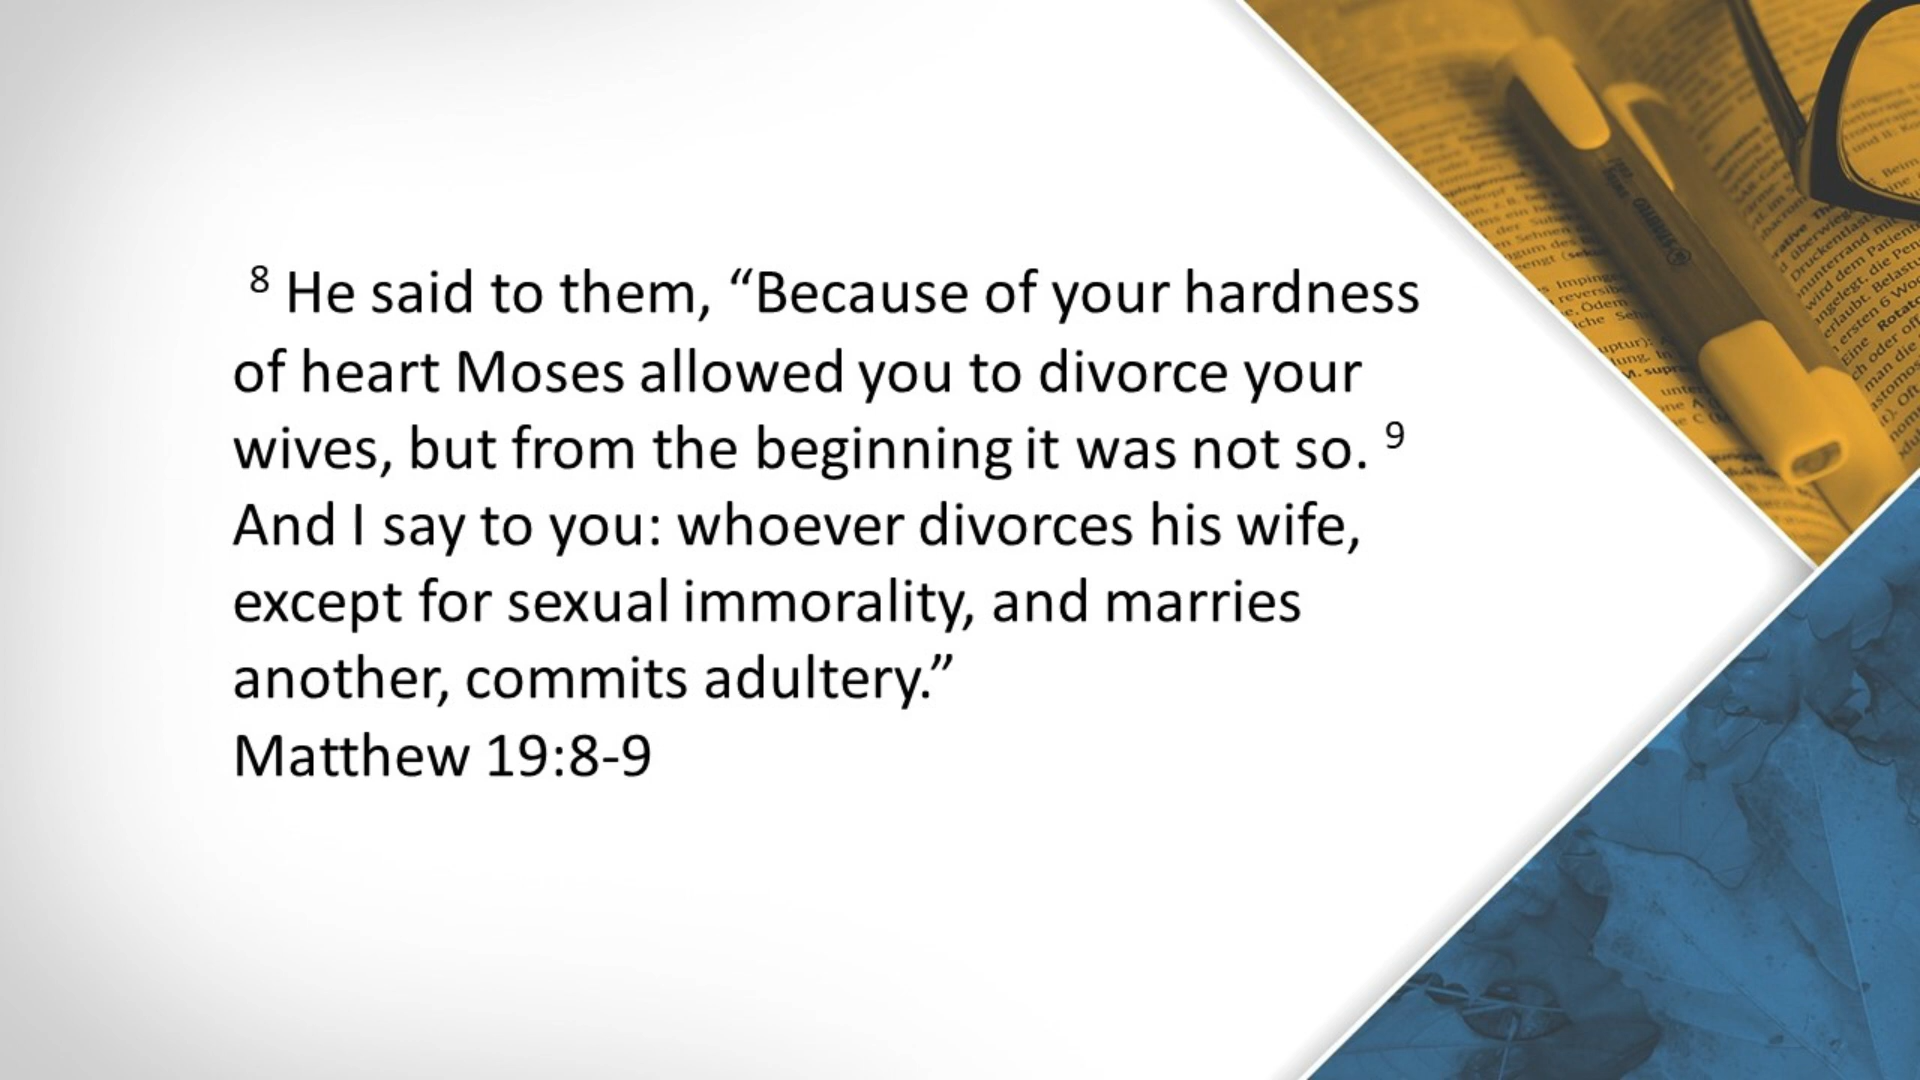 8 He said to them, “Because of your hardness
of heart Moses allowed you to divorce your
wives, but from the beginning it was not so. 9
And I say to you: whoever divorces his wife,
except for sexual immorality, and marries
another, commits adultery.”
Matthew 19:8-9